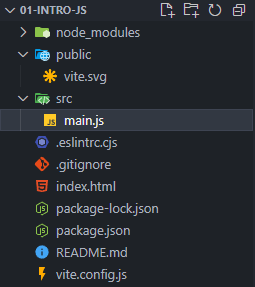 01-INTRO-JS
node_modules
public
vite.svg
src
JS main.js
.eslintrc.cjs
.gitignore
index.html
package-lock.json
package.json
README.md
vite.config.js